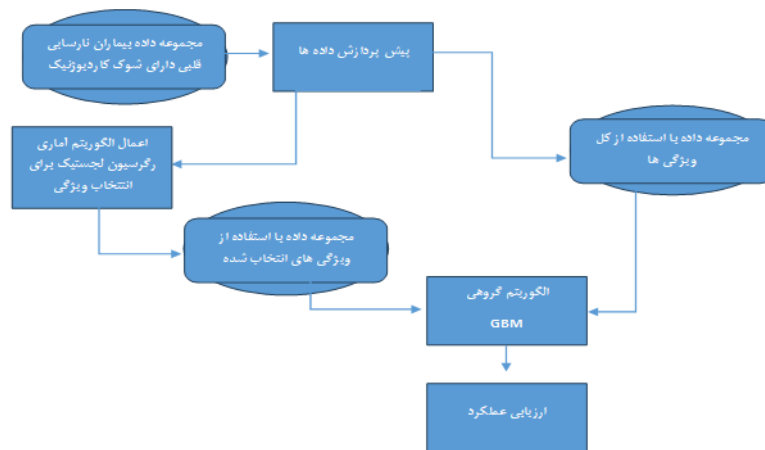 مجموعه داده بیماران نارسایی
قلبی دارای شوک کاردیوژنیک
پیش پردازش داده ها
اعمال الگوریتم آماری
رگرسیون لجستیک برای
انتتخاب ویژگی
مجموعه داده با استفاده از کل
ویژگی ها
مجموعه داده با استفاده از
ویژگی های انتخاب شده
الگوریتم گروهی
GBM
ارزیابی عملکرد